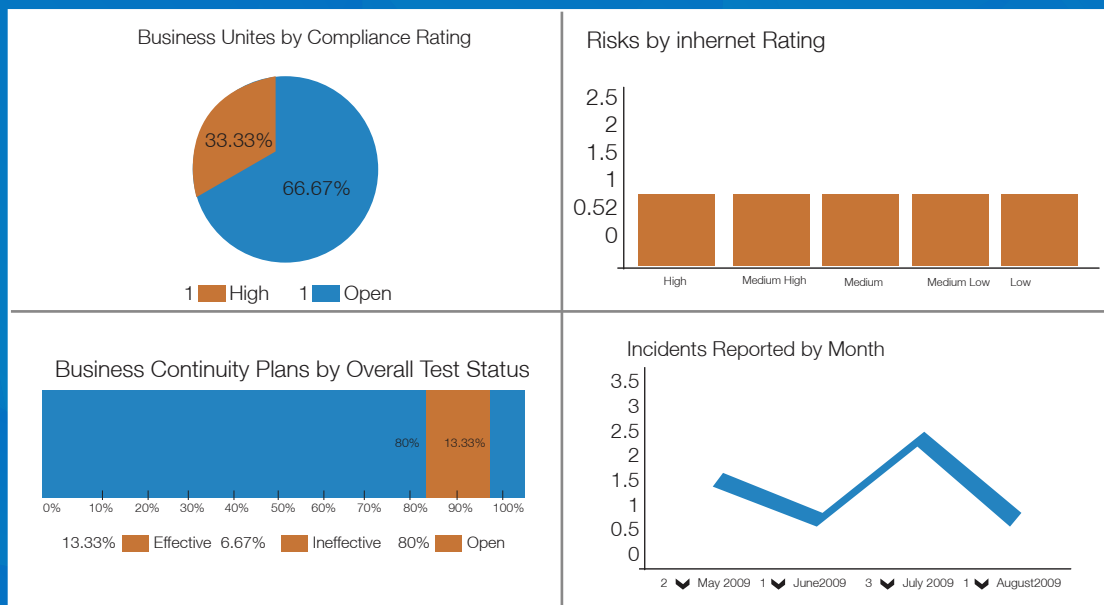 Business Unites by Compliance Rating
33.33%
66.67%
1 High 1 Open
Risks by inhernet Rating
2.5
2
1.5
1
0.52
0
High Medium High Medium Medium Low Low
Business Continuity Plans by Overall Test Status
80% 13.33%
0% 10% 20% 30% 40% 50% 60% 70% 80% 90% 100%
13.33% Effective 6.67% Ineffective 80% Open
Incidents Reported by Month
3.5
3
2.5
2
1.5
1
0.5
0
2 May 2009 1 June2009 3 July 2009 1 August2009